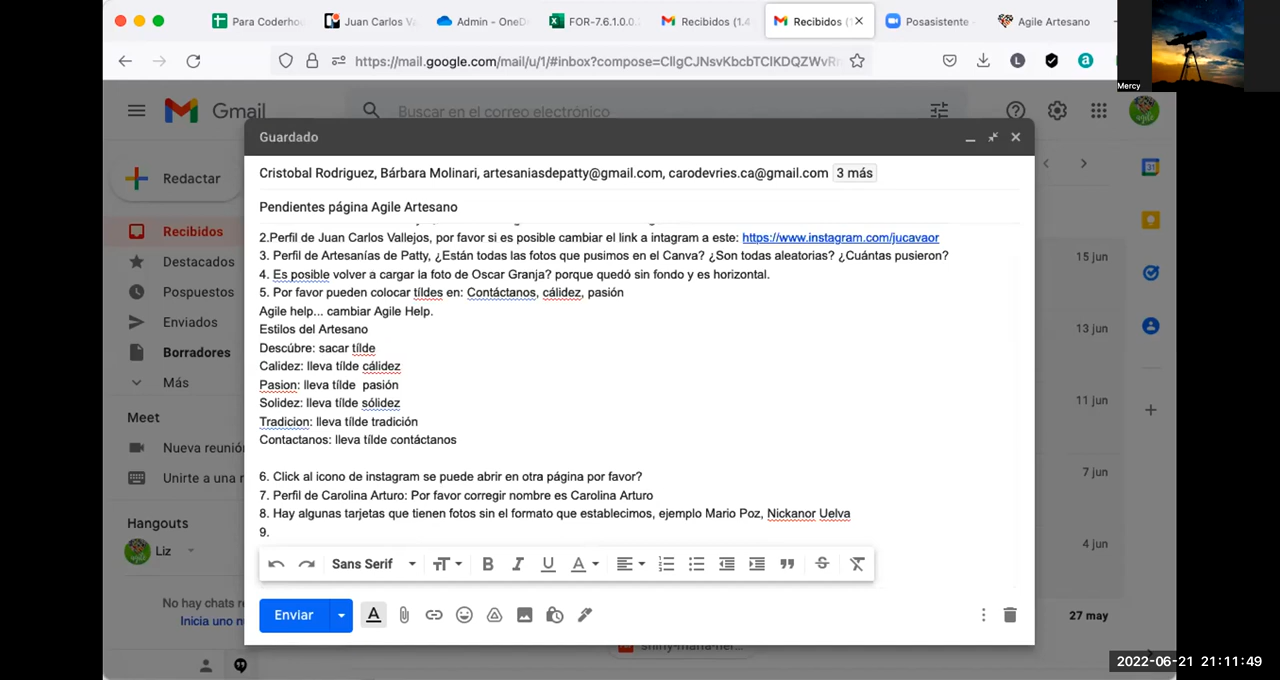 Para Coderhou
Juan Carlos Va
Admin - OneD
FOR-7.6.1.0.0.
Recibidos (1.4
Recibidos (1
Posasistente
Agile Artesano
https://mail.google.com/mail/u/1/#inbox?compose=CllgCJNsvKbcbTClKDQZWvR
Mercy
Gmail
Buscar en el correo electrónico
agile
Redactar
Recibidos
Destacados
Pospuestos
Enviados
Borradores
Más
Meet
Nueva reunión
Unirte a una r
Hangouts
Liz
No hay chats re
Inicia uno nu
Guardado
Cristobal Rodriguez, Bárbara Molinari, artesaniasdepatty@gmail.com, carodevries.ca@gmail.com 3 más
Pendientes página Agile Artesano
2.Perfil de Juan Carlos Vallejos, por favor si es posible cambiar el link a intagram a este: https://www.instagram.com/jucavaor
3. Perfil de Artesanías de Patty, ¿Están todas las fotos que pusimos en el Canva? ¿Son todas aleatorias? ¿Cuántas pusieron?
4. Es posible volver a cargar la foto de Oscar Granja? porque quedó sin fondo y es horizontal.
5. Por favor pueden colocar tíldes en: Contáctanos, cálidez, pasión
Agile help... cambiar Agile Help.
Estilos del Artesano
Descúbre: sacar tílde
Calidez: lleva tílde cálidez
Pasion: lleva tílde pasión
Solidez: lleva tílde sólidez
Tradicion: lleva tílde tradición
Contactanos: lleva tílde contáctanos
6. Click al icono de instagram se puede abrir en otra página por favor?
7. Perfil de Carolina Arturo: Por favor corregir nombre es Carolina Arturo
8. Hay algunas tarjetas que tienen fotos sin el formato que establecimos, ejemplo Mario Poz, Nickanor Uelva
9.
Sans Serif
Enviar
15 jun
13 jun
11 jun
7 jun
4 jun
27 may
2022-06-21 21:11:49